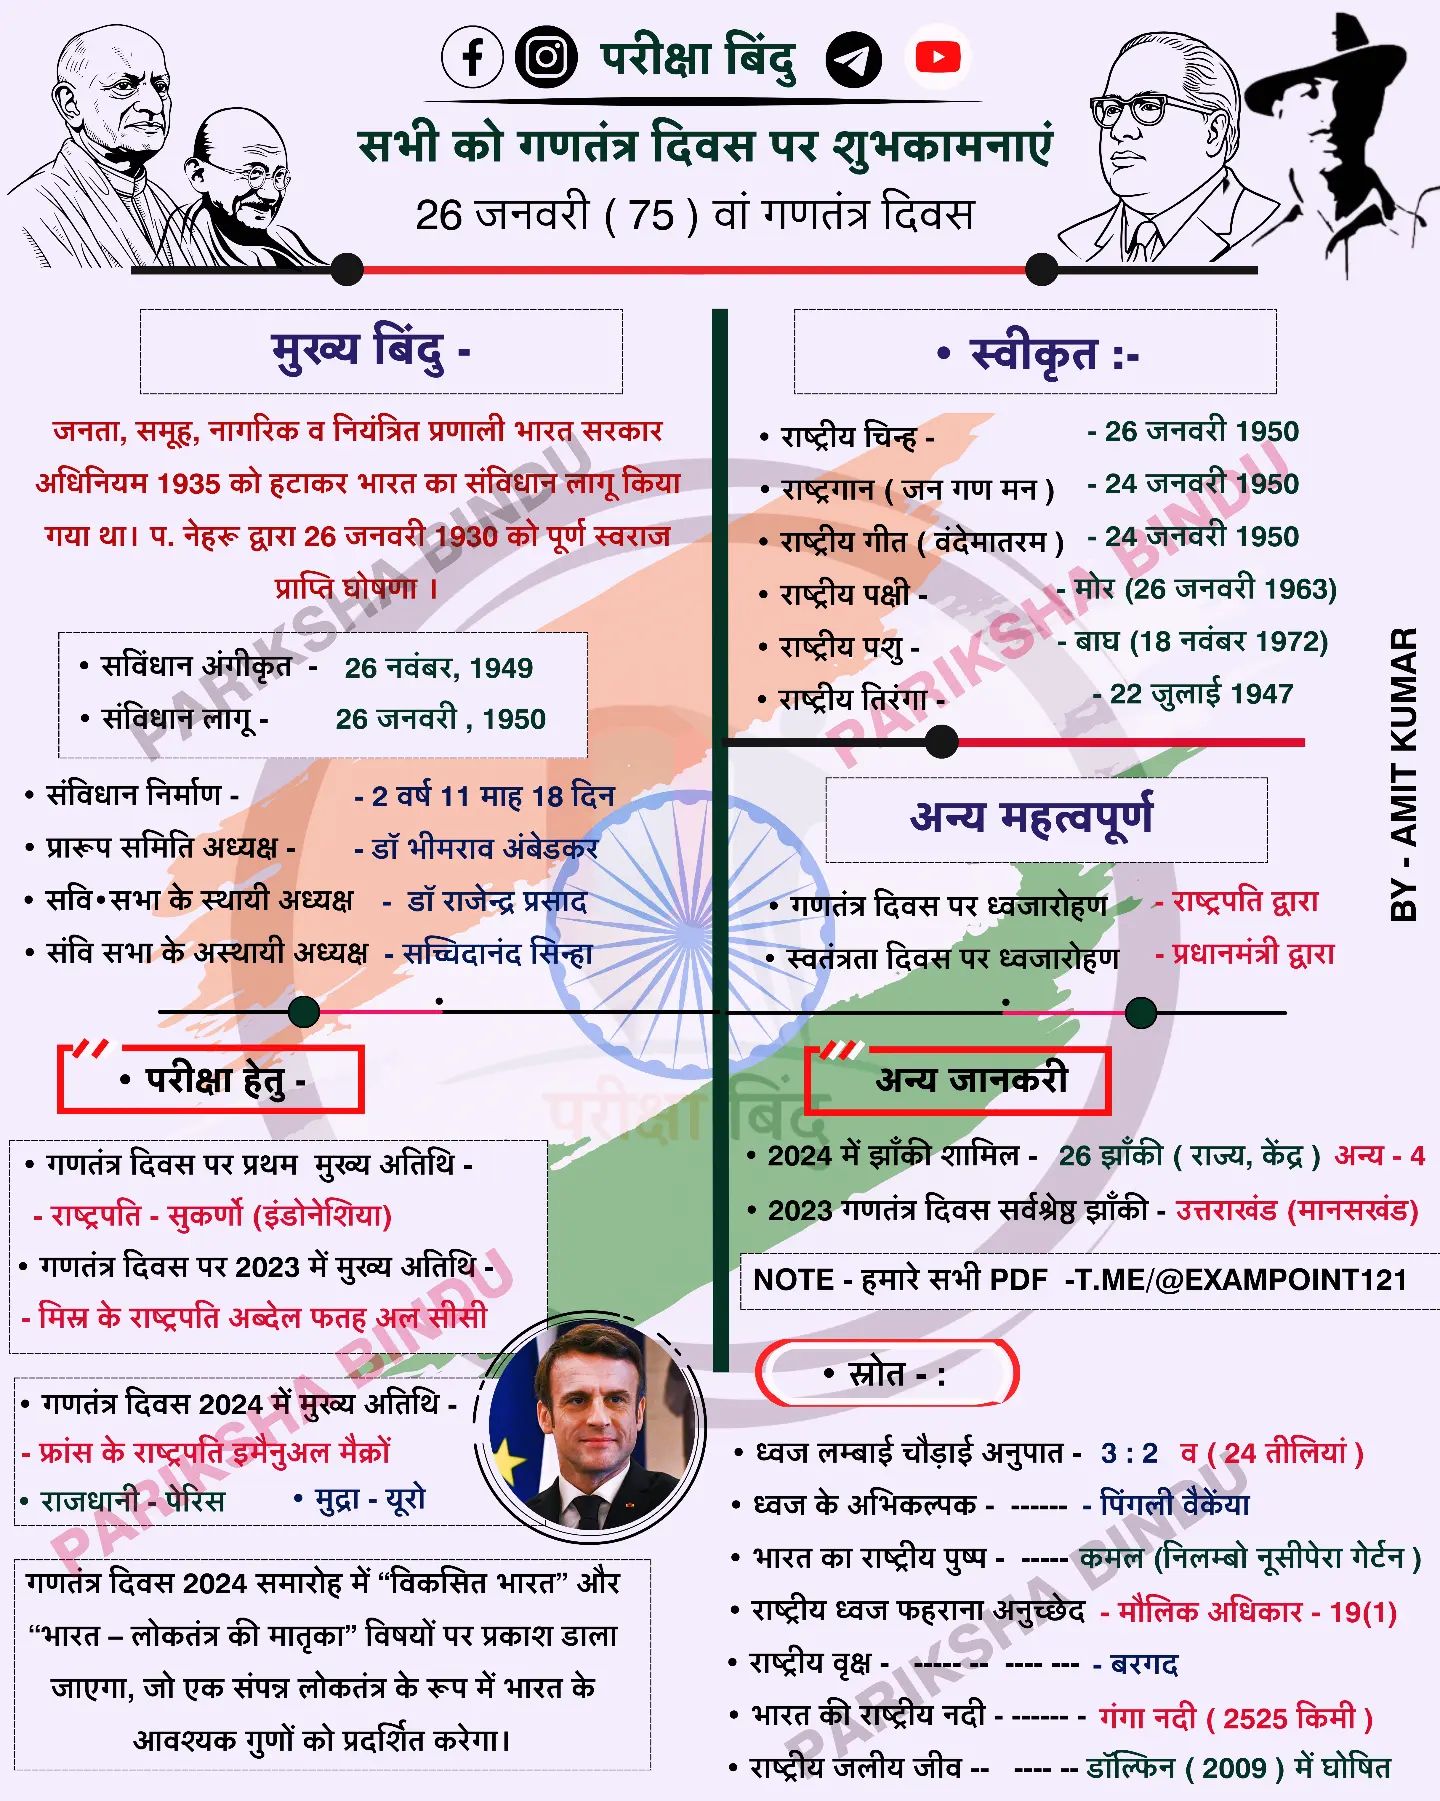 परीक्षा बिंदु
सभी को गणतंत्र दिवस पर शुभकामनाएं
26 जनवरी ( 75 ) वां गणतंत्र दिवस
मुख्य बिंदु -
जनता, समूह, नागरिक व नियंत्रित प्रणाली भारत सरकार
अधिनियम 1935 को हटाकर भारत का संविधान लागू किया
गया था। प. नेहरू द्वारा 26 जनवरी 1930 को पूर्ण स्वराज
प्राप्ति घोषणा ।
• सविंधान अंगीकृत - 26 नवंबर, 1949
• संविधान लागू - 26 जनवरी , 1950
• संविधान निर्माण - - 2 वर्ष 11 माह 18 दिन
• प्रारूप समिति अध्यक्ष - - डॉ भीमराव अंबेडकर
• सवि•सभा के स्थायी अध्यक्ष - डॉ राजेन्द्र प्रसाद
• संवि सभा के अस्थायी अध्यक्ष - सच्चिदानंद सिन्हा
• परीक्षा हेतु -
• गणतंत्र दिवस पर प्रथम मुख्य अतिथि -
- राष्ट्रपति - सुकर्णो (इंडोनेशिया)
• गणतंत्र दिवस पर 2023 में मुख्य अतिथि -
- मिस्र के राष्ट्रपति अब्देल फतह अल सीसी
• गणतंत्र दिवस 2024 में मुख्य अतिथि -
- फ्रांस के राष्ट्रपति इमैनुअल मैक्रों
• राजधानी - पेरिस • मुद्रा - यूरो
गणतंत्र दिवस 2024 समारोह में “विकसित भारत” और
“भारत – लोकतंत्र की मातृका” विषयों पर प्रकाश डाला
जाएगा, जो एक संपन्न लोकतंत्र के रूप में भारत के
आवश्यक गुणों को प्रदर्शित करेगा।
• स्वीकृत :-
• राष्ट्रीय चिन्ह - - 26 जनवरी 1950
• राष्ट्रगान ( जन गण मन ) - 24 जनवरी 1950
• राष्ट्रीय गीत ( वंदेमातरम ) - 24 जनवरी 1950
• राष्ट्रीय पक्षी - - मोर (26 जनवरी 1963)
• राष्ट्रीय पशु - - बाघ (18 नवंबर 1972)
• राष्ट्रीय तिरंगा - - 22 जुलाई 1947
अन्य महत्वपूर्ण
• गणतंत्र दिवस पर ध्वजारोहण - राष्ट्रपति द्वारा
• स्वतंत्रता दिवस पर ध्वजारोहण - प्रधानमंत्री द्वारा
अन्य जानकरी
• 2024 में झाँकी शामिल - 26 झाँकी ( राज्य, केंद्र ) अन्य - 4
• 2023 गणतंत्र दिवस सर्वश्रेष्ठ झाँकी - उत्तराखंड (मानसखंड)
NOTE - हमारे सभी PDF -T.ME/@EXAMPOINT121
• स्रोत - :
• ध्वज लम्बाई चौड़ाई अनुपात - 3 : 2 व ( 24 तीलियां )
• ध्वज के अभिकल्पक - ------ - पिंगली वैकेंया
• भारत का राष्ट्रीय पुष्प - ----- कमल (निलम्बो नूसीपेरा गेर्टन )
• राष्ट्रीय ध्वज फहराना अनुच्छेद - मौलिक अधिकार - 19(1)
• राष्ट्रीय वृक्ष - ----- -- ---- --- - बरगद
• भारत की राष्ट्रीय नदी - ------ - गंगा नदी ( 2525 किमी )
• राष्ट्रीय जलीय जीव -- ---- -- डॉल्फिन ( 2009 ) में घोषित
BY - AMIT KUMAR
PARIKSHA BINDU
PARIKSHA BINDU
परीक्षा बिंदु
PARIKSHA BINDU
PARIKSHA BINDU